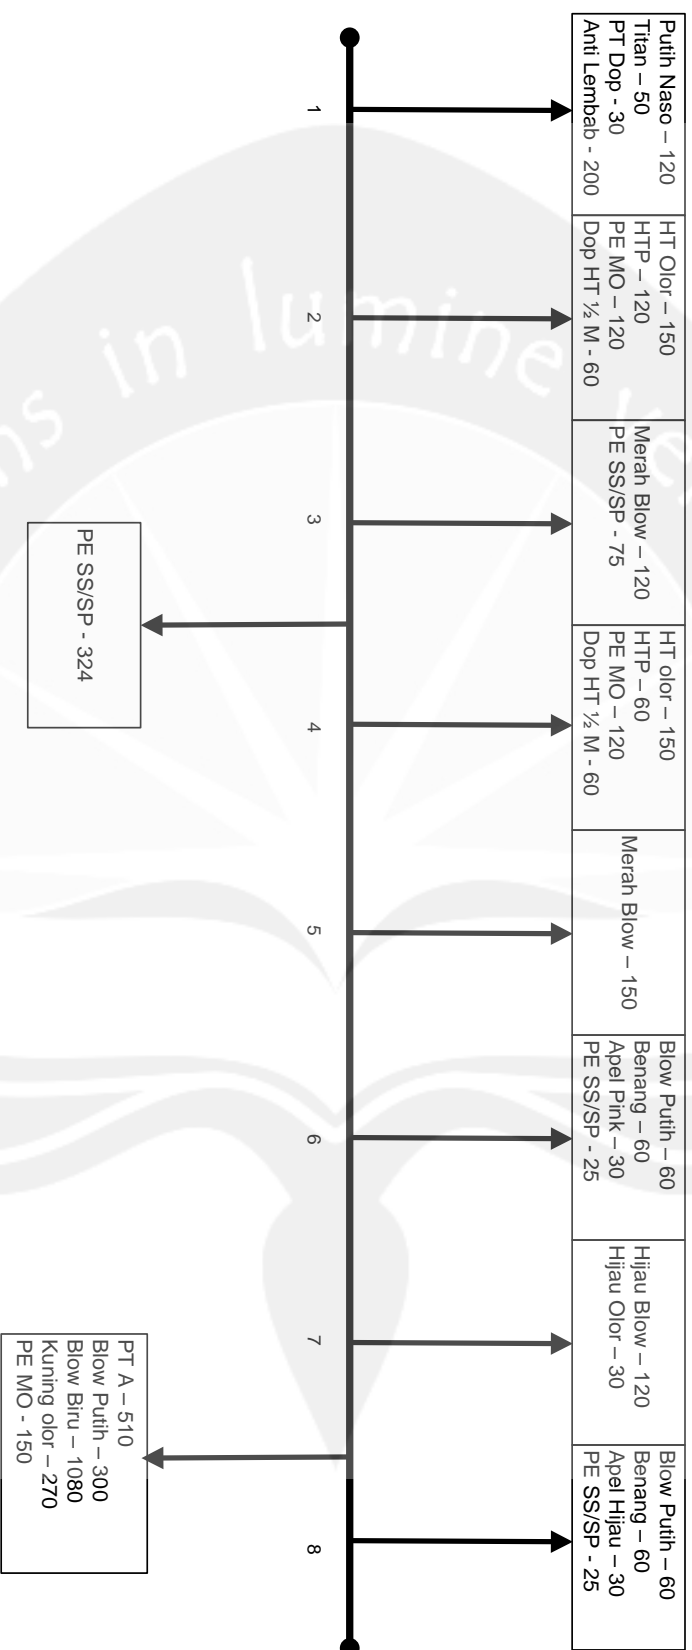 Putih Naso – 120
Titan – 50
PT Dop - 30
Anti Lembab - 200
HT Olor – 150
HTP – 120
PE MO – 120
Dop HT ½ M - 60
Merah Blow – 120
PE SS/SP - 75
HT olor – 150
HTP – 60
PE MO – 120
Dop HT ½ M - 60
Merah Blow – 150
Blow Putih – 60
Benang – 60
Apel Pink – 30
PE SS/SP - 25
Hijau Blow – 120
Hijau Olor – 30
Blow Putih – 60
Benang – 60
Apel Hijau – 30
PE SS/SP - 25
1
2
3
4
5
6
7
8
PE SS/SP - 324
PT A – 510
Blow Putih – 300
Blow Biru – 1080
Kuning olor – 270
PE MO - 150
ns in lumine ve